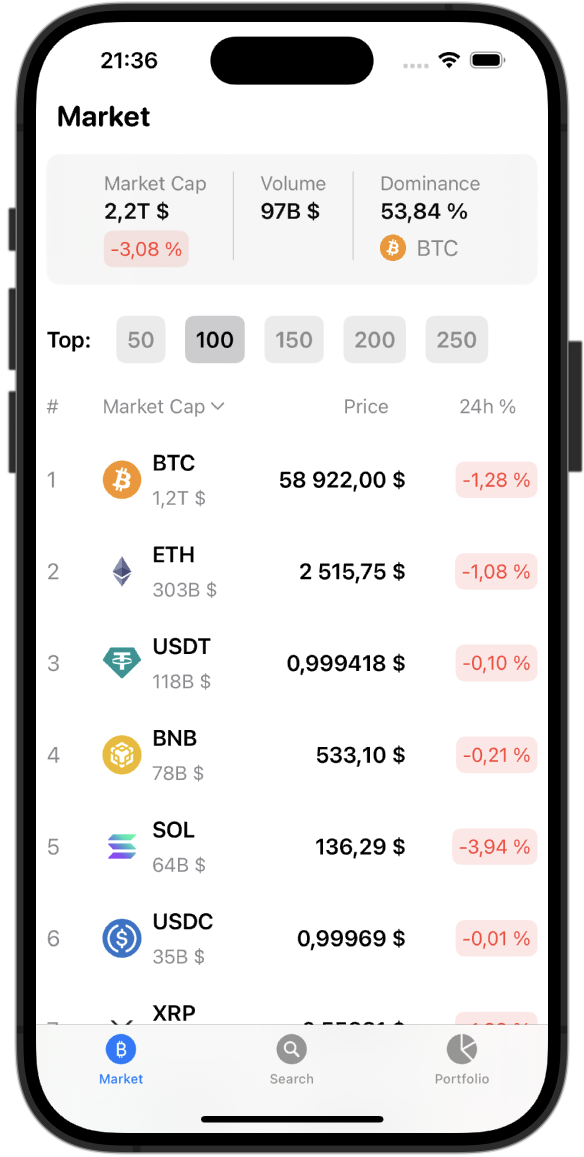 21:36
Market
Market Cap Volume Dominance
2,2T $ 97B $ 53,84 %
-3,08 % BTC
Top: 50 100 150 200 250
# Market Cap Price 24h %
BTC
1 58 922,00 $ -1,28 %
1,2T $
ETH
2 2 515,75 $ -1,08 %
303B $
USDT
3 0,999418 $ -0,10 %
118B $
BNB
4 533,10 $ -0,21 %
78B $
SOL
5 136,29 $ -3,94 %
64B $
USDC
6 0,99969 $ -0,01 %
35B $
XRP
Market Search Portfolio